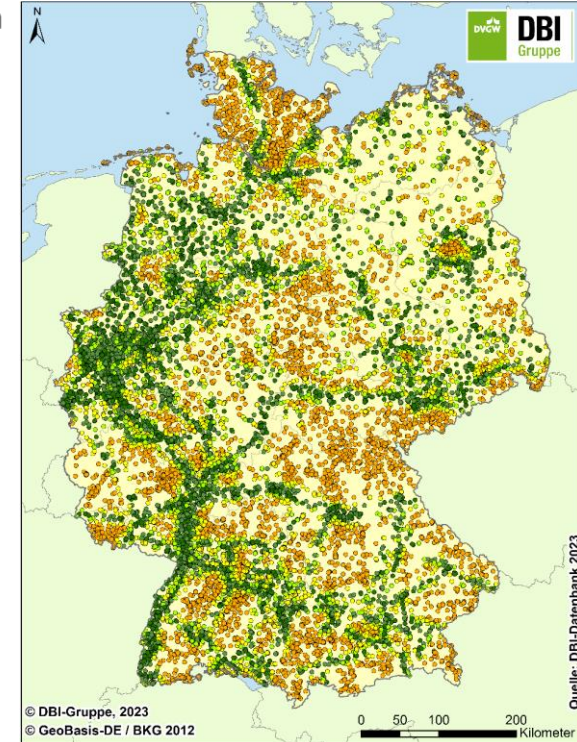 N
DVGW
DBI
Gruppe
Quelle: DBI-Datenbank 2023
© DBI-Gruppe, 2023
© GeoBasis-DE / BKG 2012
0 50 100 200
Kilometer